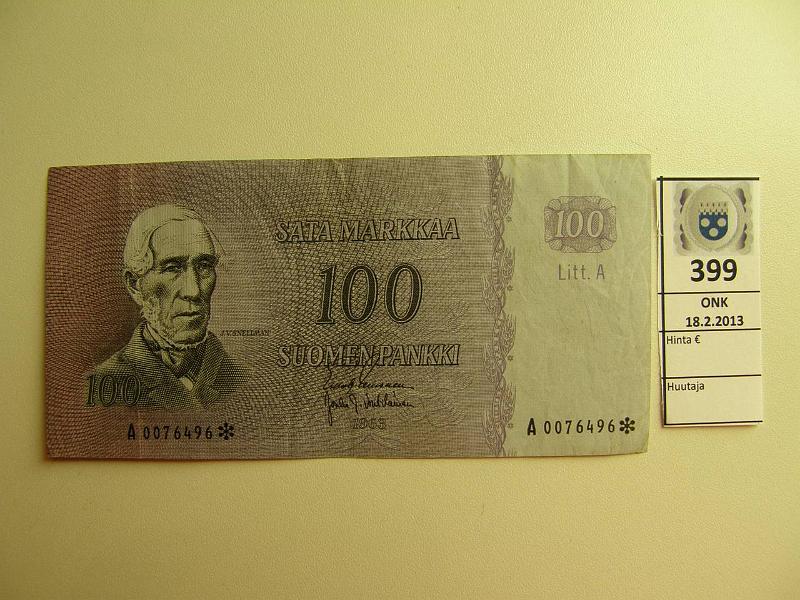 SATA MARKKAA
100
SUOMEN PANKKI
J.V.SNELLMAN
100
1963
A 0076496*
100
Litt. A
A 0076496*
399
ONK
18.2.2013
Hinta €
Huutaja